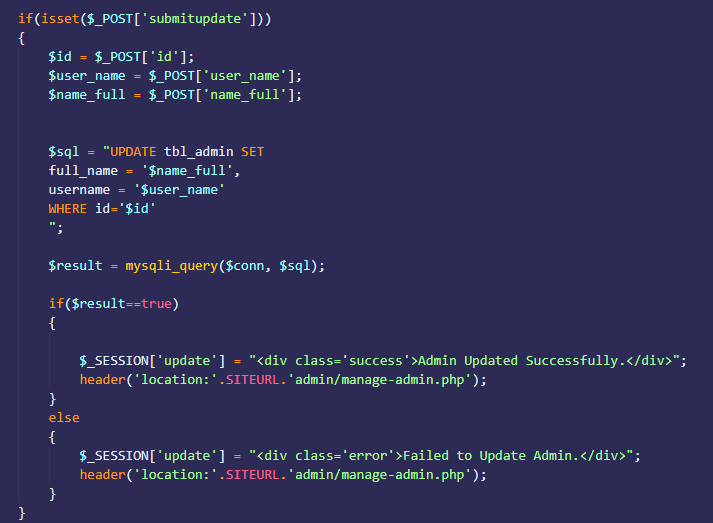 if(isset($_POST['submitupdate']))
{
$id = $_POST['id'];
$user_name = $_POST['user_name'];
$name_full = $_POST['name_full'];
$sql = "UPDATE tbl_admin SET
full_name = '$name_full',
username = '$user_name'
WHERE id='$id'
";
$result = mysqli_query($conn, $sql);
if($result==true)
{
$_SESSION['update'] = "<div class='success'>Admin Updated Successfully.</div>";
header('location:'.SITEURL.'admin/manage-admin.php');
}
else
{
$_SESSION['update'] = "<div class='error'>Failed to Update Admin.</div>";
header('location:'.SITEURL.'admin/manage-admin.php');
}
}